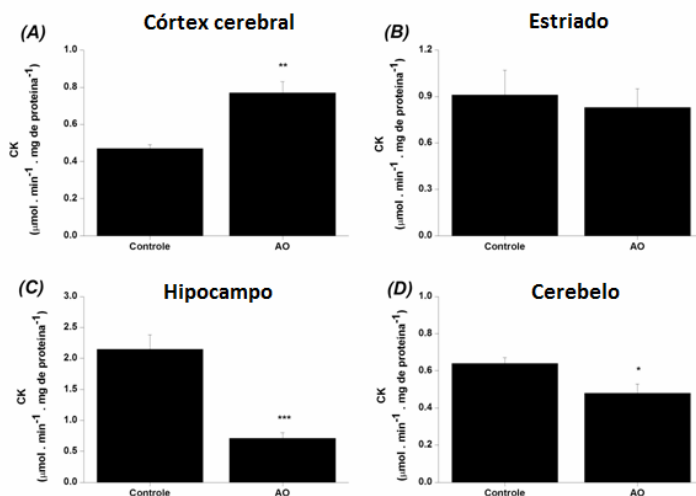 (A)
Córtex cerebral
CK
(µmol . min⁻¹ . mg de proteina⁻¹)
1.0
0.8
0.6
0.4
0.2
0.0
**
Controle
AO
(B)
Estriado
CK
(µmol . min⁻¹ . mg de proteina⁻¹)
1.2
0.9
0.6
0.3
0.0
Controle
AO
(C)
Hipocampo
CK
(µmol . min⁻¹ . mg de proteina⁻¹)
3.0
2.5
2.0
1.5
1.0
0.5
0.0
***
Controle
AO
(D)
Cerebelo
CK
(µmol . min⁻¹ . mg de proteina⁻¹)
1.0
0.8
0.6
0.4
0.2
0.0
*
Controle
AO